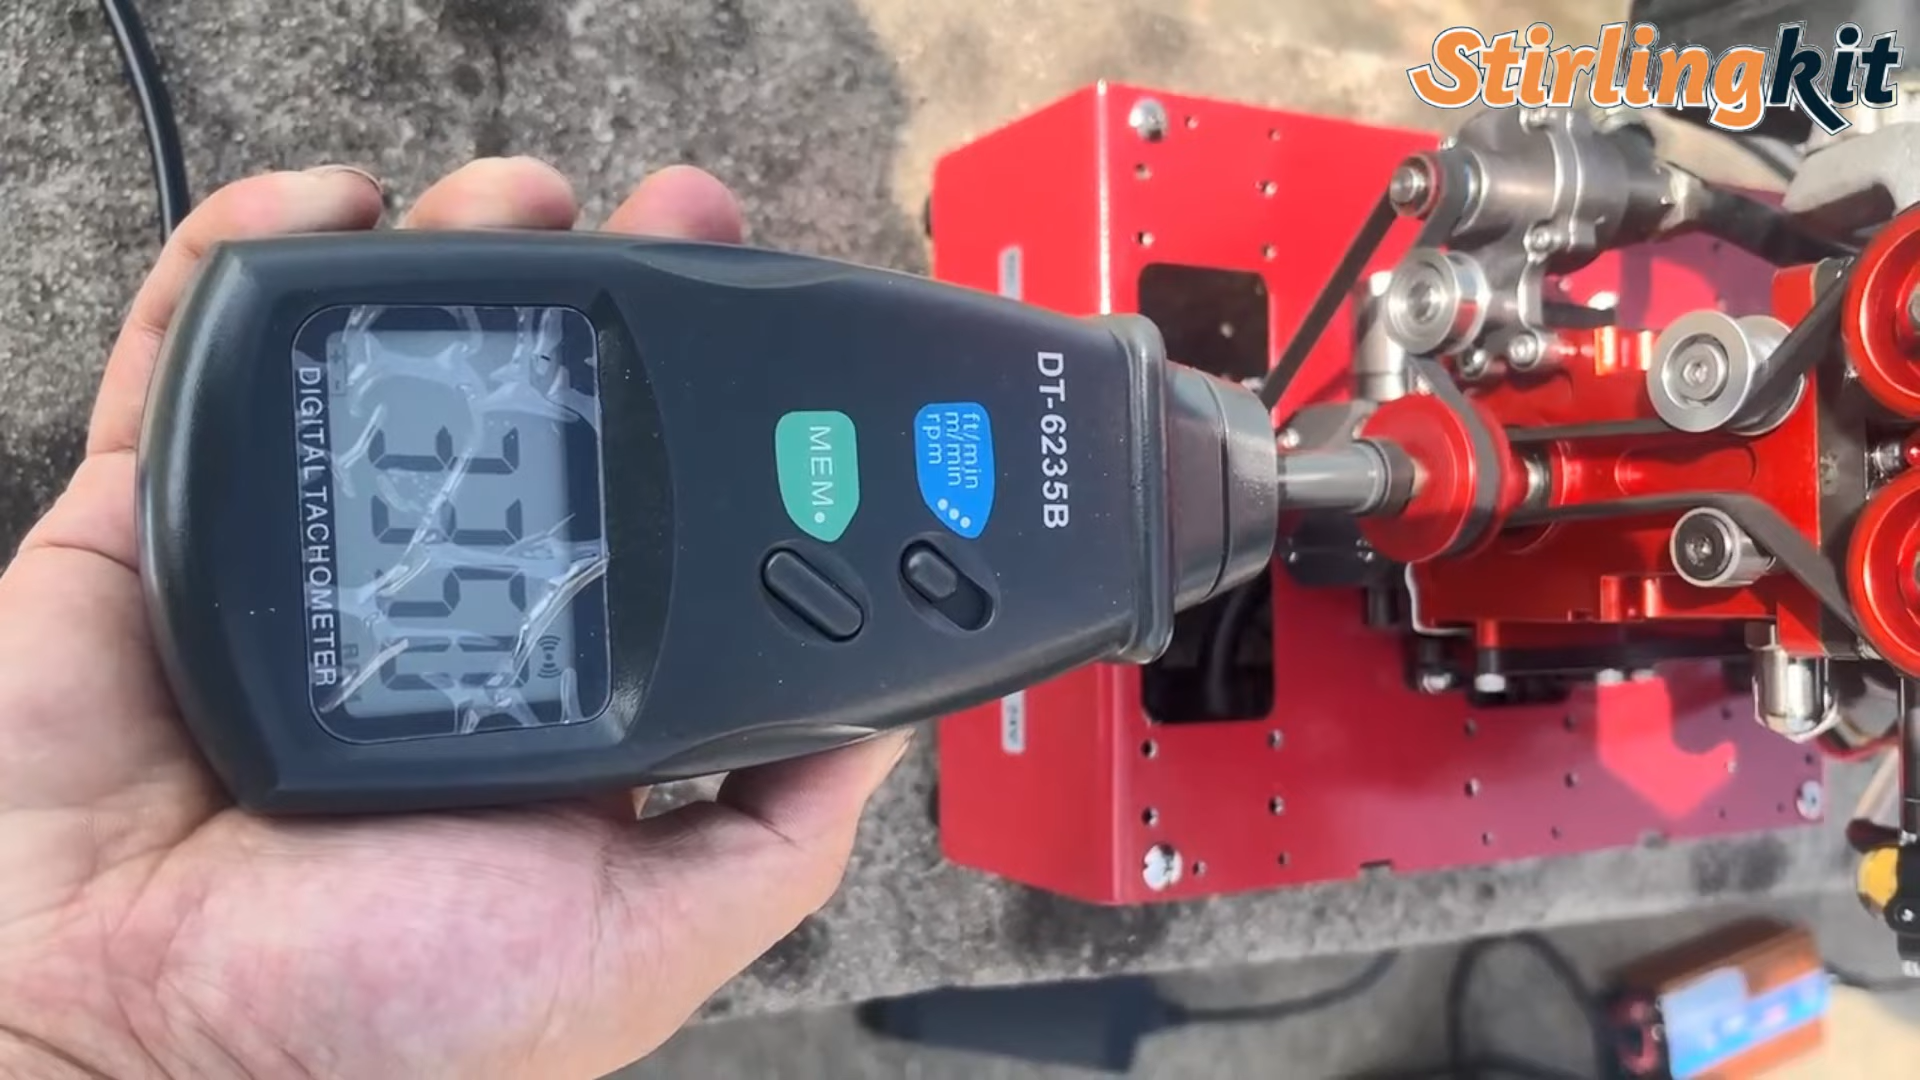 Stirlingkit
DT-6235B
ft/min
m/min
rpm
MEM
DIGITAL TACHOMETER